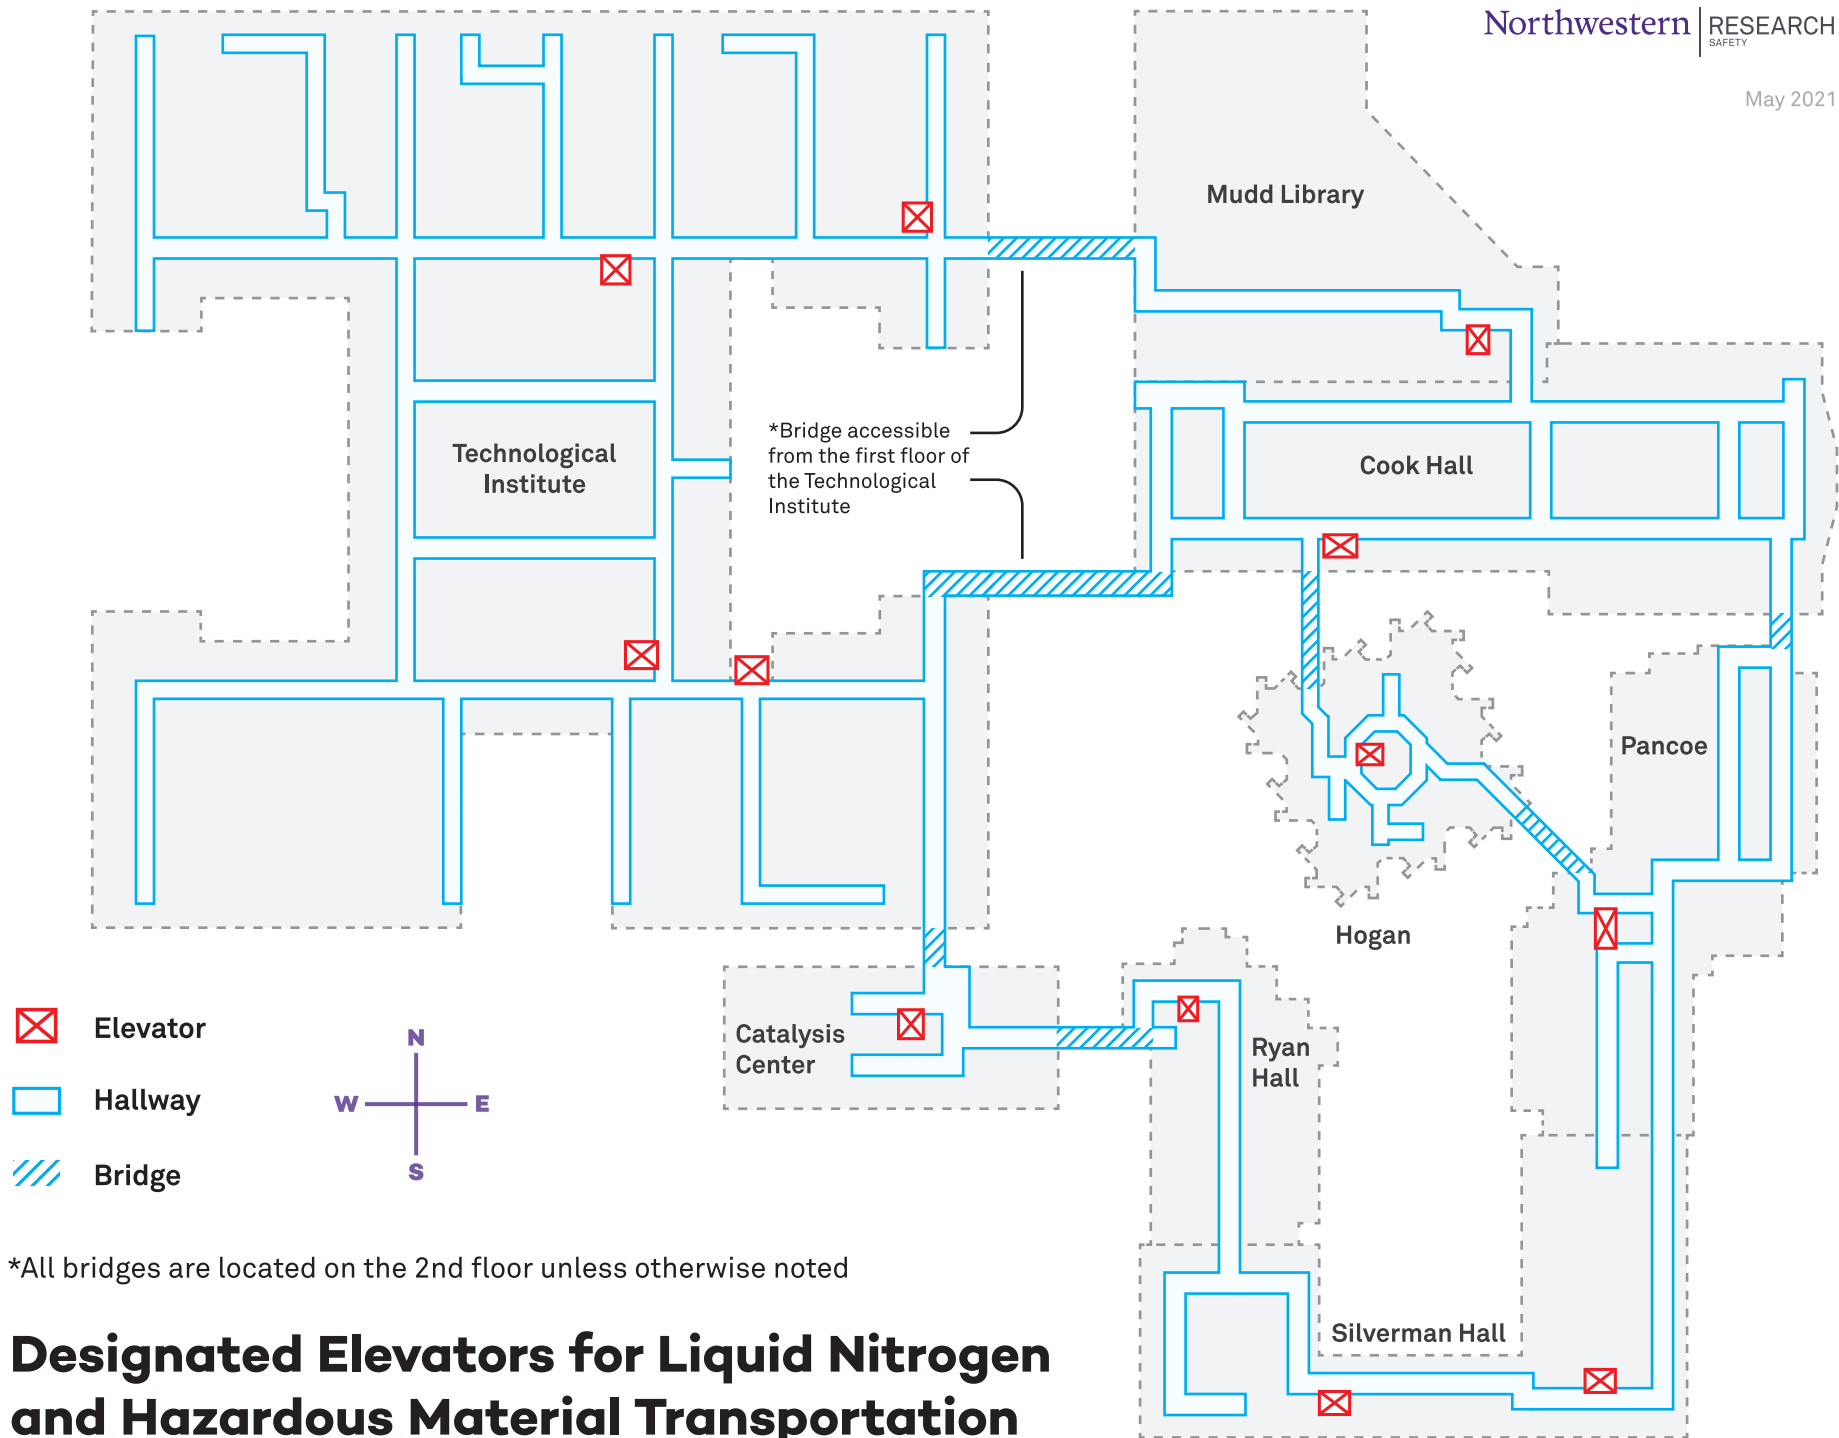 Northwestern | RESEARCH
SAFETY
May 2021
Mudd Library
*Bridge accessible
from the first floor of
the Technological
Institute
Technological
Institute
Cook Hall
Pancoe
Hogan
Catalysis
Center
Ryan
Hall
Silverman Hall
Elevator
Hallway
Bridge
N
W
E
S
*All bridges are located on the 2nd floor unless otherwise noted
Designated Elevators for Liquid Nitrogen
and Hazardous Material Transportation